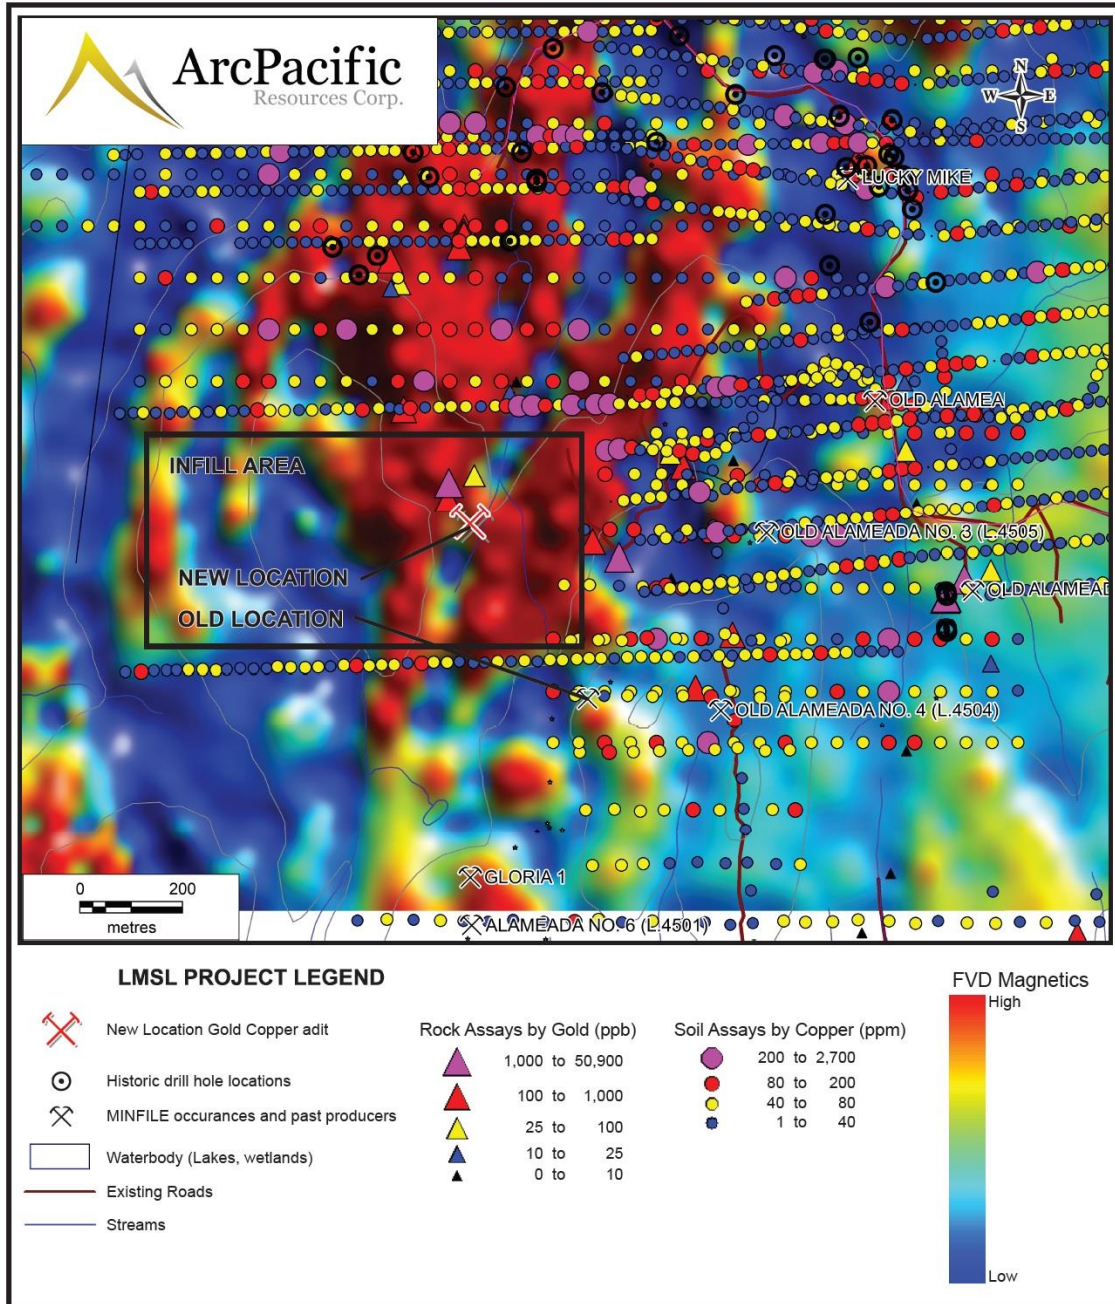 ArcPacific
Resources Corp.
N
W E
S
LUCKY MIKE
OLD ALAMEA
INFILL AREA
OLD ALAMEADA NO. 3 (L.4505)
NEW LOCATION
OLD ALAMEAD
OLD LOCATION
OLD ALAMEADA NO. 4 (L.4504)
GLORIA 1
0 200
metres
ALAMEADA NO. 6 (L.4501)
LMSL PROJECT LEGEND
New Location Gold Copper adit
Historic drill hole locations
MINFILE occurances and past producers
Waterbody (Lakes, wetlands)
Existing Roads
Streams
Rock Assays by Gold (ppb)
1,000 to 50,900
100 to 1,000
25 to 100
10 to 25
0 to 10
Soil Assays by Copper (ppm)
200 to 2,700
80 to 200
40 to 80
1 to 40
FVD Magnetics
High
Low